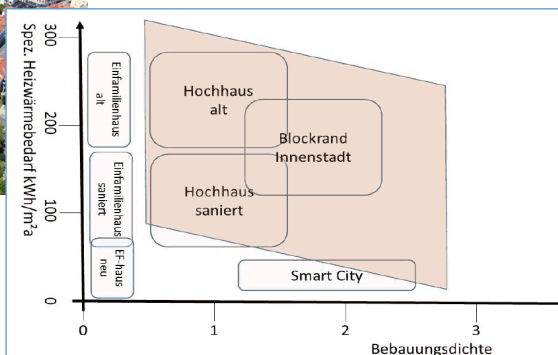 Spez. Heizwärmebedarf kWh/m²a
300
200
100
0
Einfamilienhaus
alt
Einfamilienhaus
saniert
EF-haus
neu
Hochhaus
alt
Hochhaus
saniert
Blockrand
Innenstadt
Smart City
0
1
2
3
Bebauungsdichte